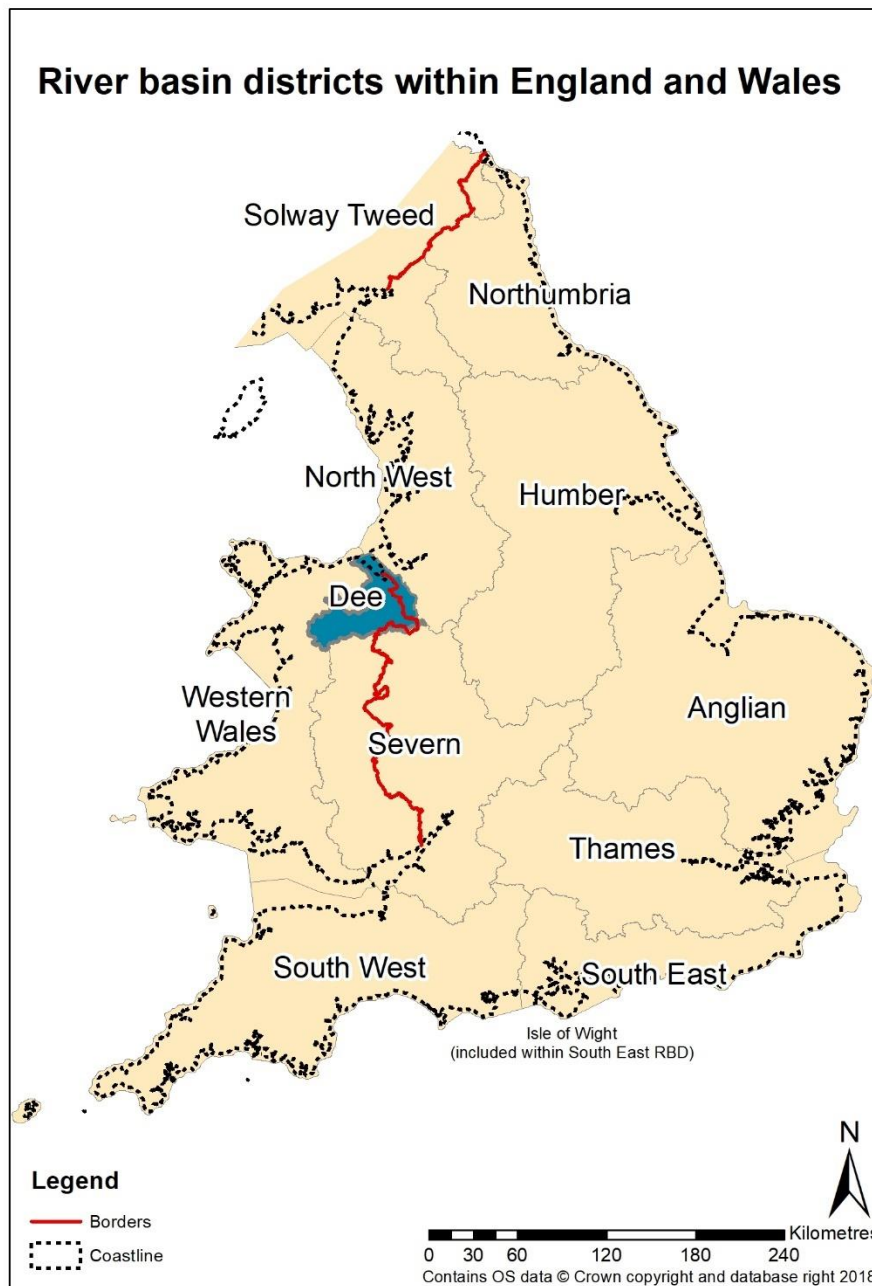 River basin districts within England and Wales
Solway Tweed
Northumbria
North West
Humber
Dee
Western
Wales
Anglian
Severn
Thames
South West
South East
Isle of Wight
(included within South East RBD)
N
Legend
Borders
Coastline
Kilometres
0 30 60 120 180 240
Contains OS data © Crown copyright and database right 2018